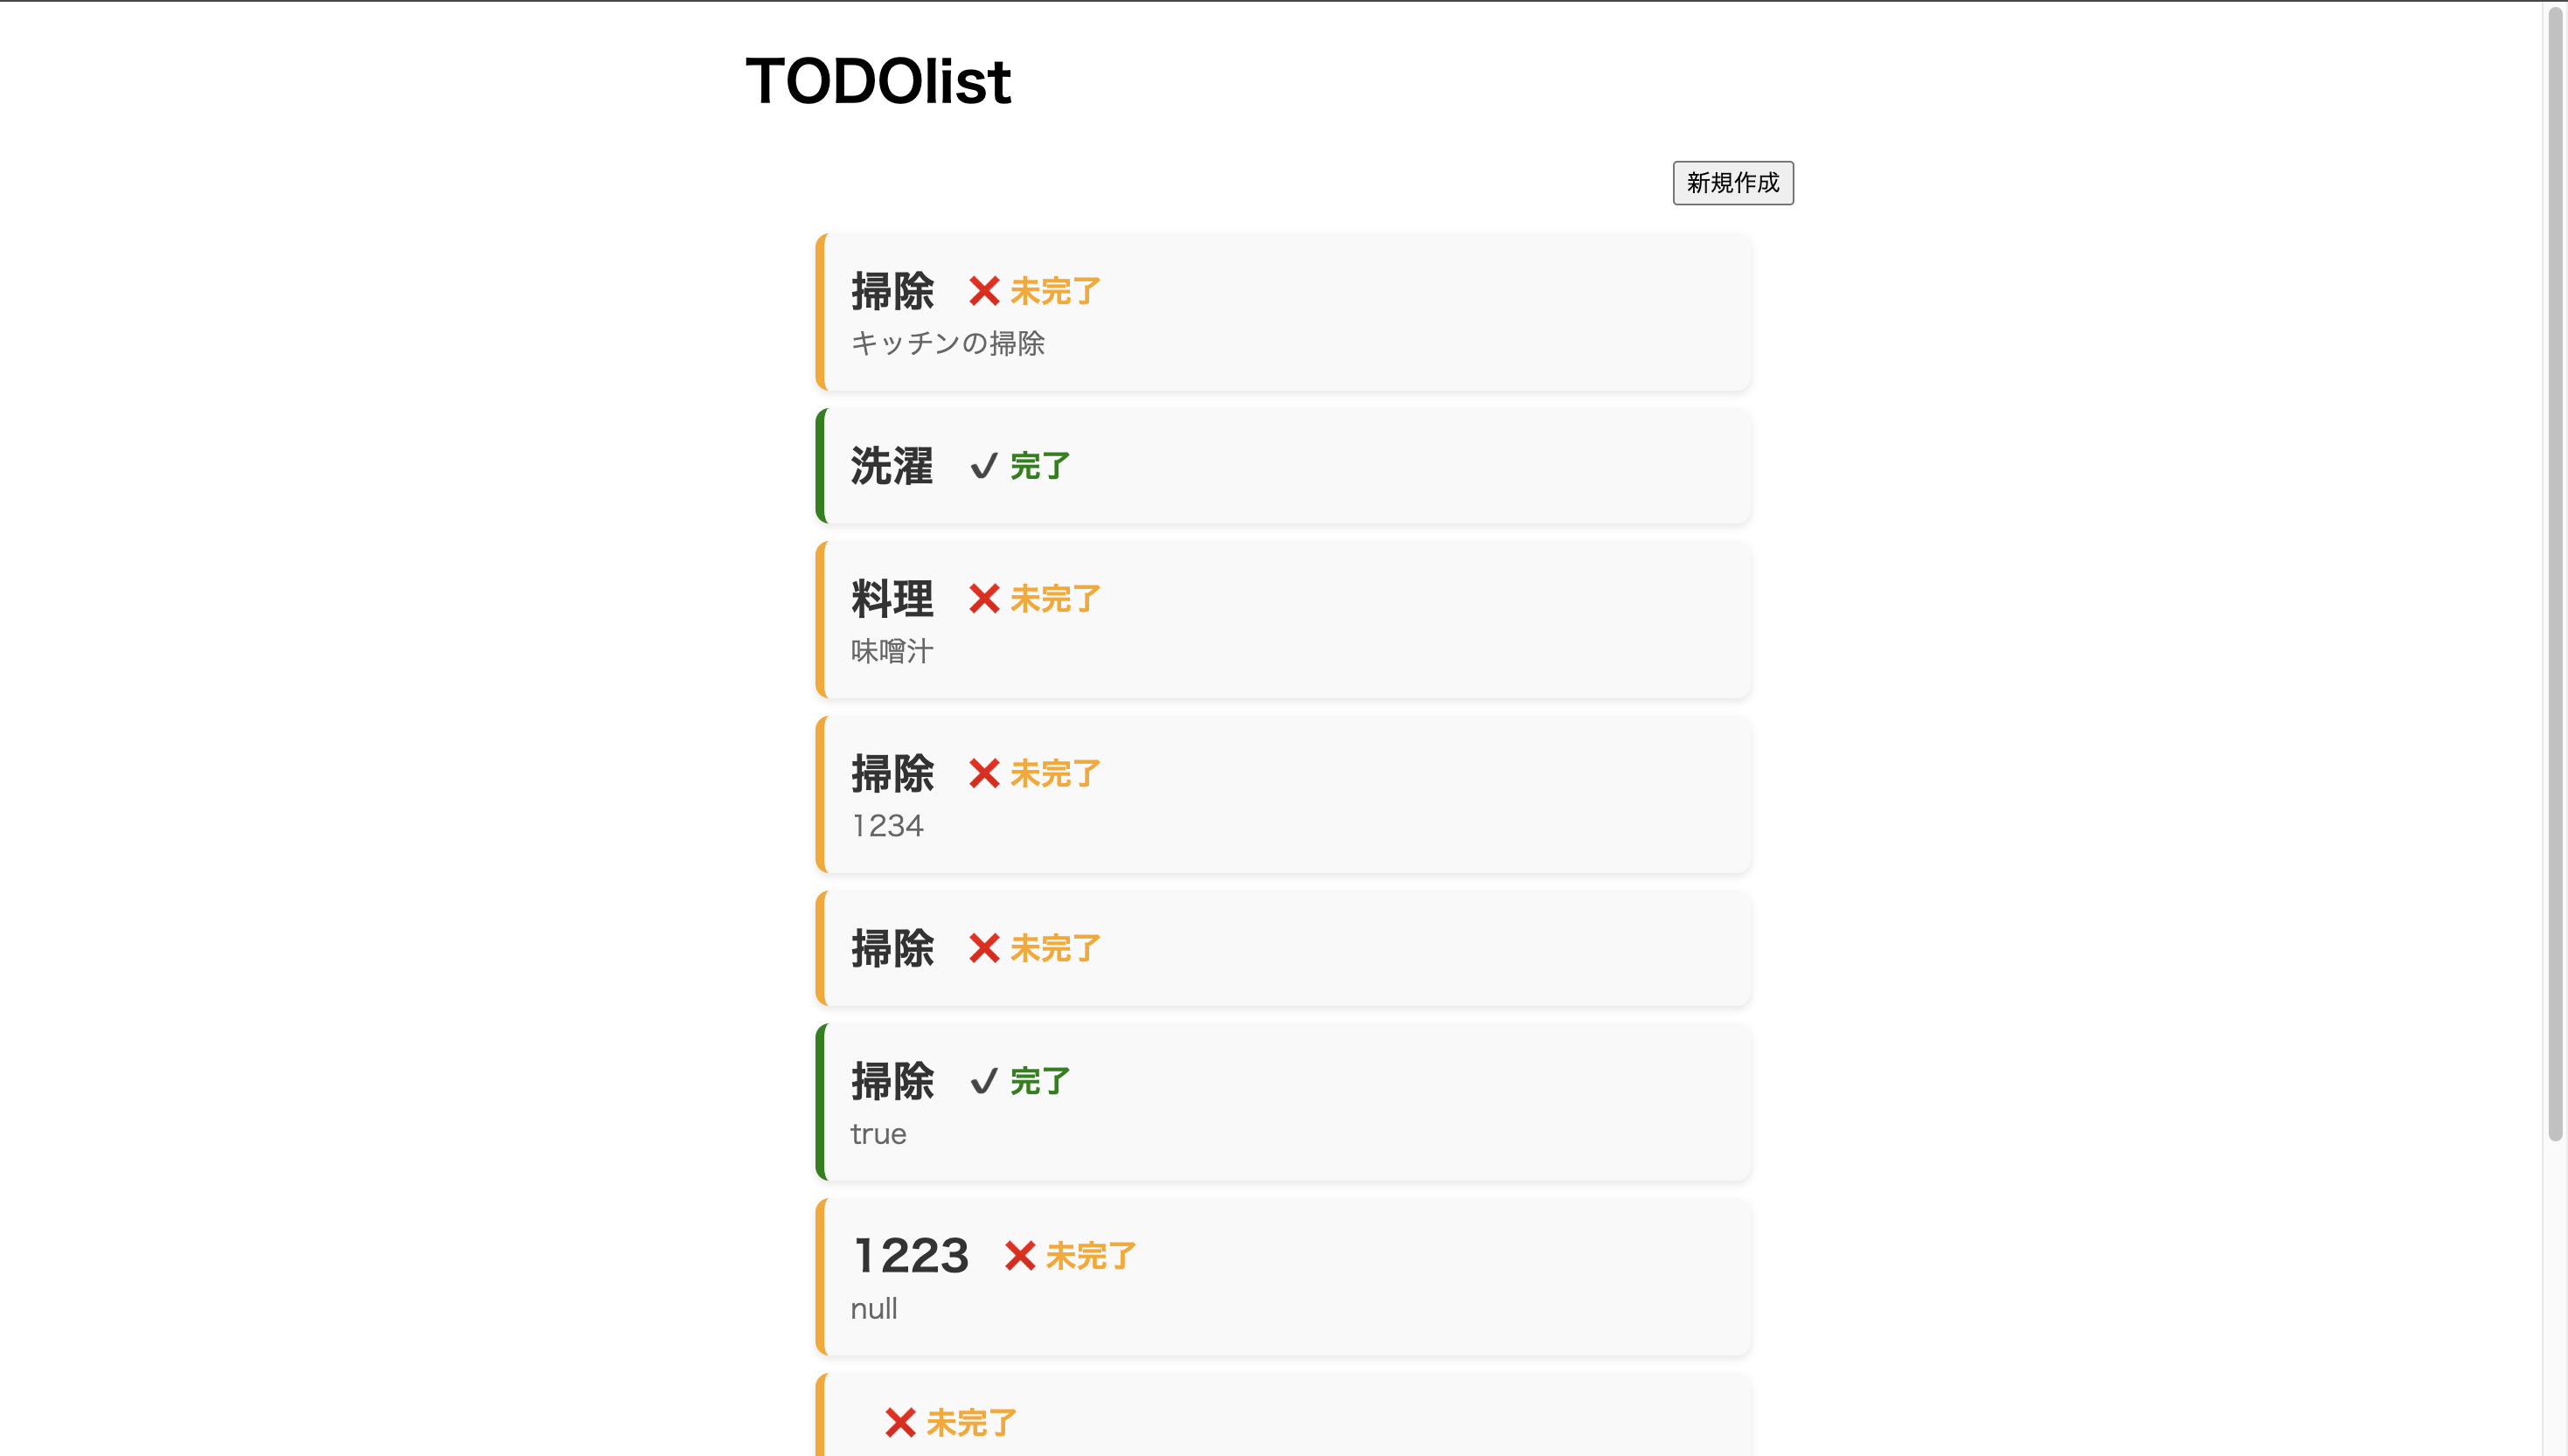 TODOlist
新規作成
掃除 ❌ 未完了
キッチンの掃除
洗濯 ✔ 完了
料理 ❌ 未完了
味噌汁
掃除 ❌ 未完了
1234
掃除 ❌ 未完了
掃除 ✔ 完了
true
1223 ❌ 未完了
null
❌ 未完了